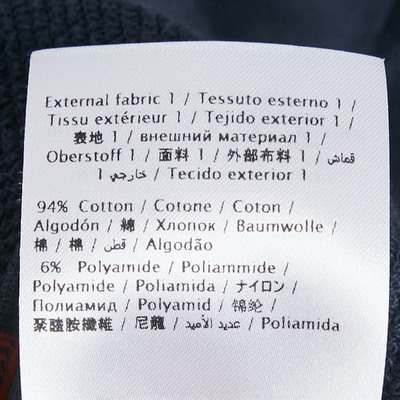 External fabric 1 / Tessuto esterno 1 /
Tissu extérieur 1 / Tejido exterior 1 /
表地 1 / внешний материал 1 /
Oberstoff 1 / 面料 1 / 外部布料 1 / قماش
خارجي 1 / Tecido exterior 1
94% Cotton / Cotone / Coton /
Algodón / 綿 / Хлопок / Baumwolle /
棉 / 棉 / قطن / Algodão
6% Polyamide / Poliammide /
Polyamide / Poliamida / ナイロン /
Полиамид / Polyamid / 锦纶 /
聚醯胺纖維 / 尼龍 / عديد الأميد / Poliamida